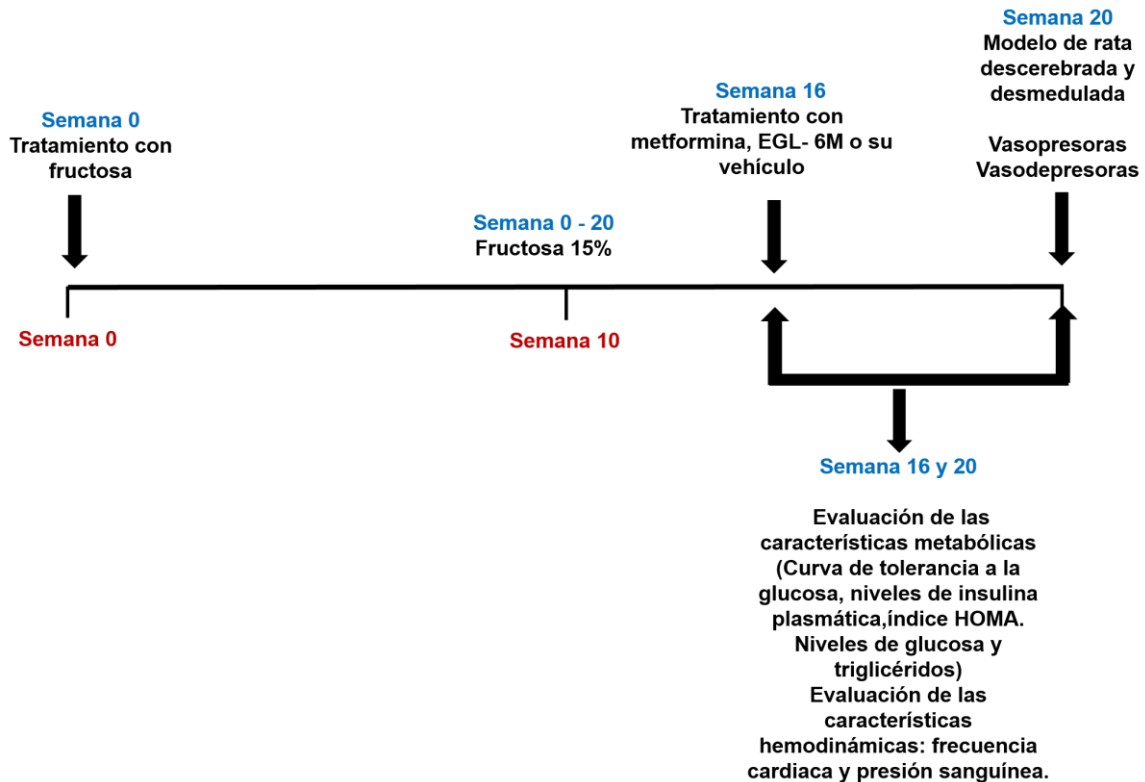 Semana 20
Modelo de rata
descerebrada y
desmedulada
Vasopresoras
Vasodepresoras
Semana 16
Tratamiento con
metformina, EGL- 6M o su
vehículo
Semana 0
Tratamiento con
fructosa
Semana 0 - 20
Fructosa 15%
Semana 0
Semana 10
Semana 16 y 20
Evaluación de las
características metabólicas
(Curva de tolerancia a la
glucosa, niveles de insulina
plasmática,índice HOMA.
Niveles de glucosa y
triglicéridos)
Evaluación de las
características
hemodinámicas: frecuencia
cardiaca y presión sanguínea.